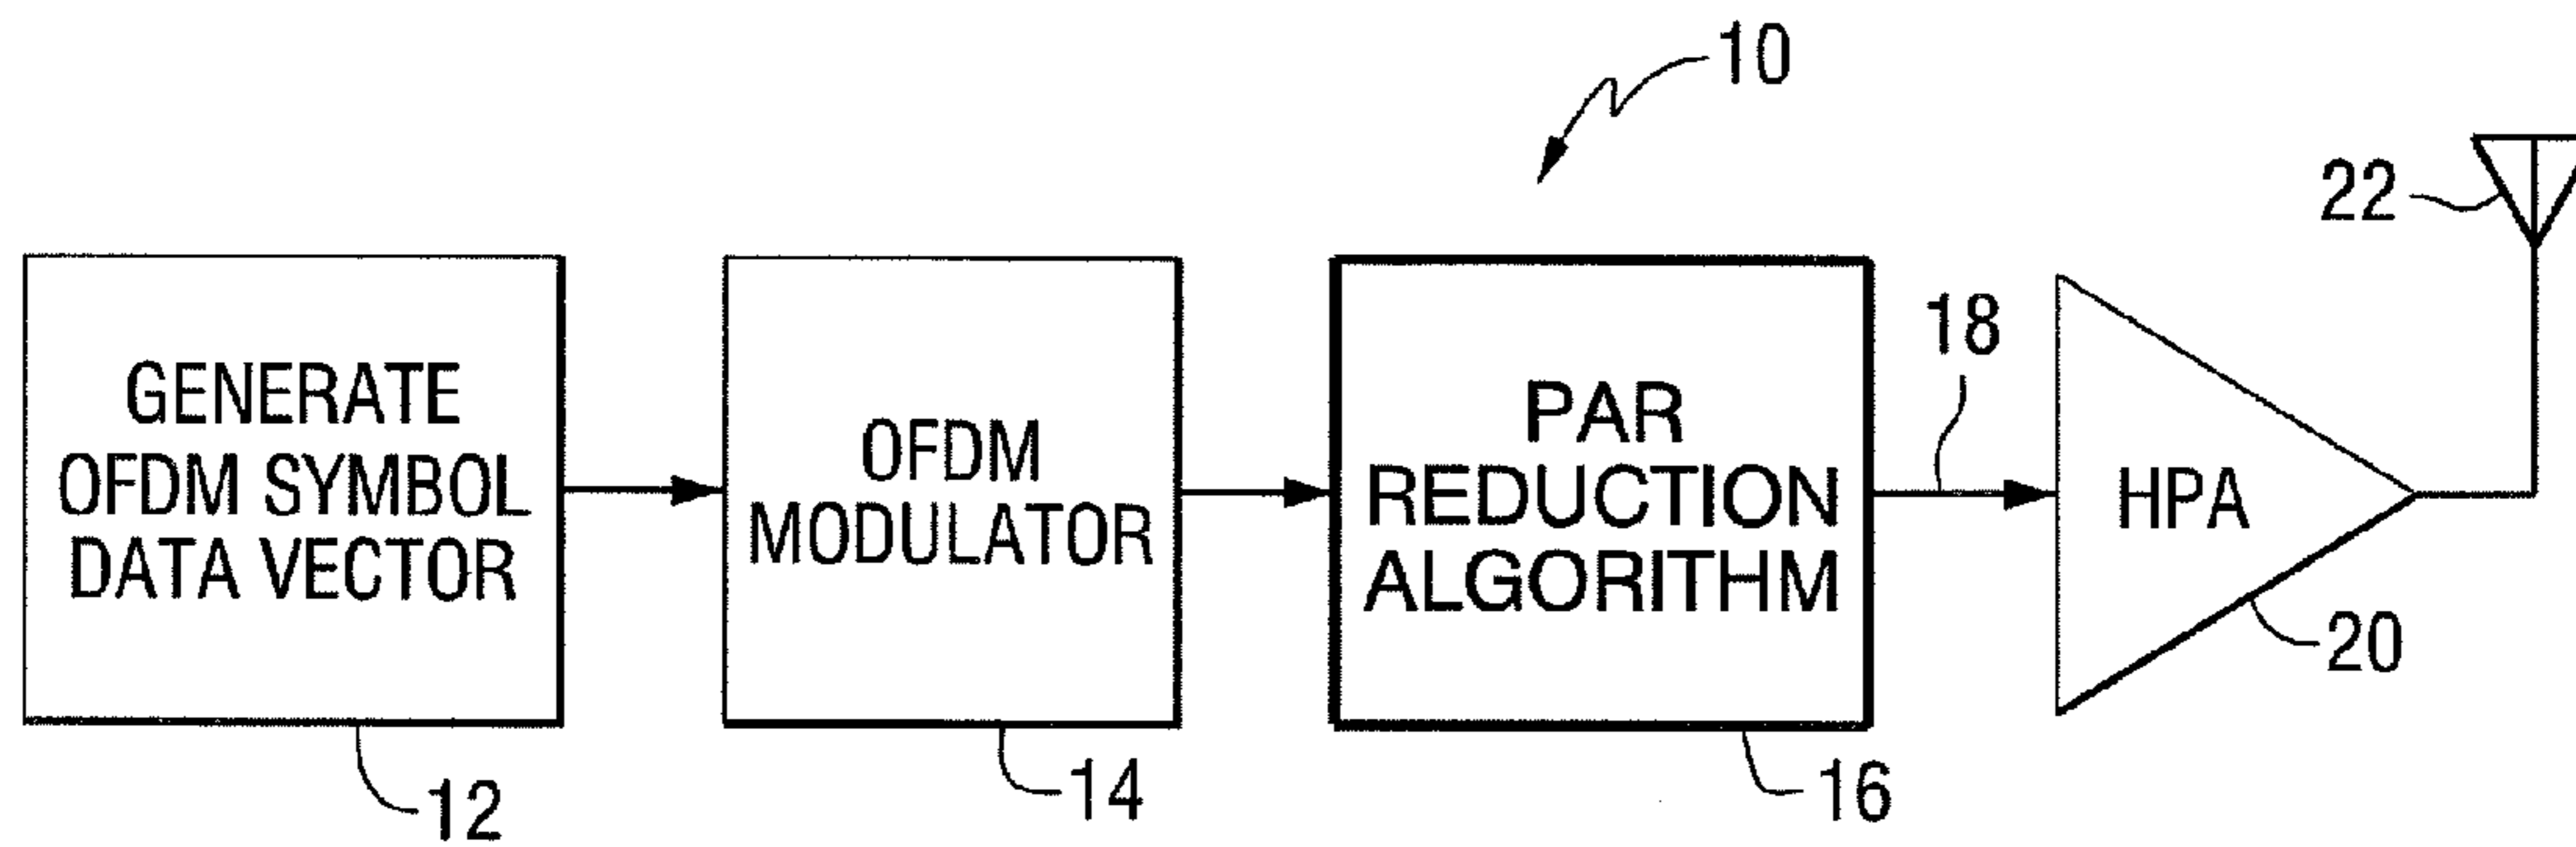 10
22
18
GENERATE
OFDM SYMBOL
DATA VECTOR
OFDM
MODULATOR
PAR
REDUCTION
ALGORITHM
HPA
20
12
14
16